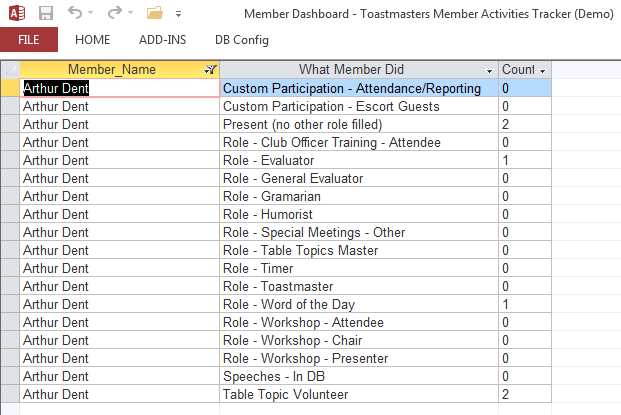 Member Dashboard - Toastmasters Member Activities Tracker (Demo)
FILE HOME ADD-INS DB Config
Member_Name What Member Did Count
Arthur Dent Custom Participation - Attendance/Reporting 0
Arthur Dent Custom Participation - Escort Guests 0
Arthur Dent Present (no other role filled) 2
Arthur Dent Role - Club Officer Training - Attendee 0
Arthur Dent Role - Evaluator 1
Arthur Dent Role - General Evaluator 0
Arthur Dent Role - Gramarian 0
Arthur Dent Role - Humorist 0
Arthur Dent Role - Special Meetings - Other 0
Arthur Dent Role - Table Topics Master 0
Arthur Dent Role - Timer 0
Arthur Dent Role - Toastmaster 0
Arthur Dent Role - Word of the Day 1
Arthur Dent Role - Workshop - Attendee 0
Arthur Dent Role - Workshop - Chair 0
Arthur Dent Role - Workshop - Presenter 0
Arthur Dent Speeches - In DB 0
Arthur Dent Table Topic Volunteer 2